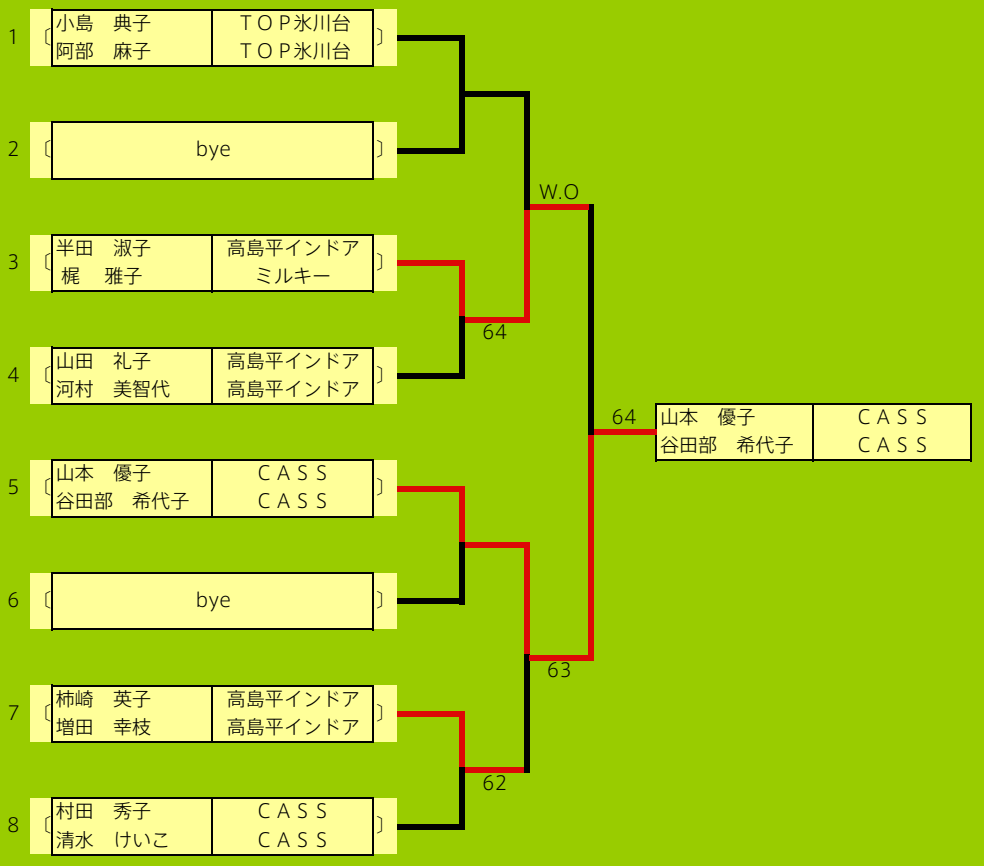 1 〔 小島　典子 ＴＯＰ氷川台 〕
阿部　麻子 ＴＯＰ氷川台
2 〔 bye 〕
W.O
3 〔 半田　淑子 高島平インドア 〕
梶　雅子 ミルキー
64
4 〔 山田　礼子 高島平インドア 〕
河村　美智代 高島平インドア
64 山本　優子 ＣＡＳＳ
谷田部　希代子 ＣＡＳＳ
5 〔 山本　優子 ＣＡＳＳ 〕
谷田部　希代子 ＣＡＳＳ
6 〔 bye 〕
63
7 〔 柿崎　英子 高島平インドア 〕
増田　幸枝 高島平インドア
62
8 〔 村田　秀子 ＣＡＳＳ 〕
清水　けいこ ＣＡＳＳ